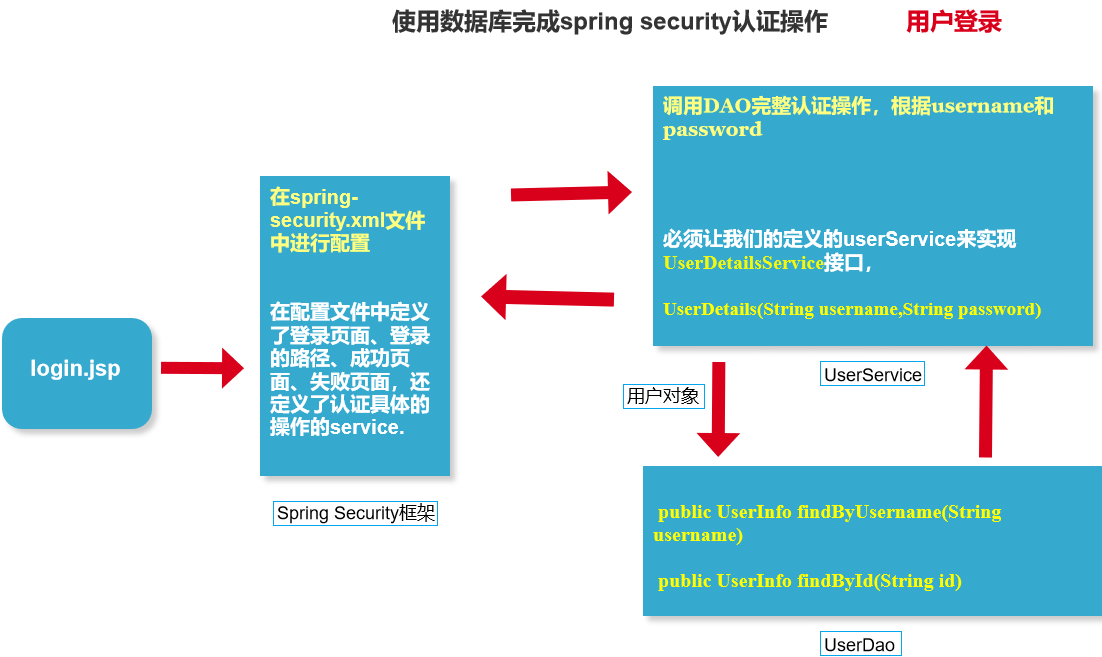 使用数据库完成spring security认证操作 用户登录
调用DAO完整认证操作，根据username和
password
必须让我们的定义的userService来实现
UserDetailsService接口，
UserDetails(String username,String password)
在spring-
security.xml文件
中进行配置
在配置文件中定义
了登录页面、登录
的路径、成功页
面、失败页面，还
定义了认证具体的
操作的service.
login.jsp
UserService
用户对象
Spring Security框架
public UserInfo findByUsername(String
username)
public UserInfo findById(String id)
UserDao